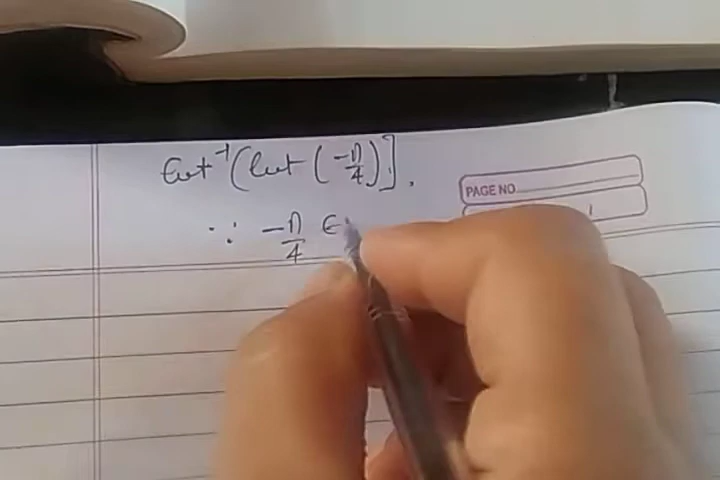 Cot⁻¹(Cot(-π/4)].
PAGE NO.
∵ -π/4 ∈